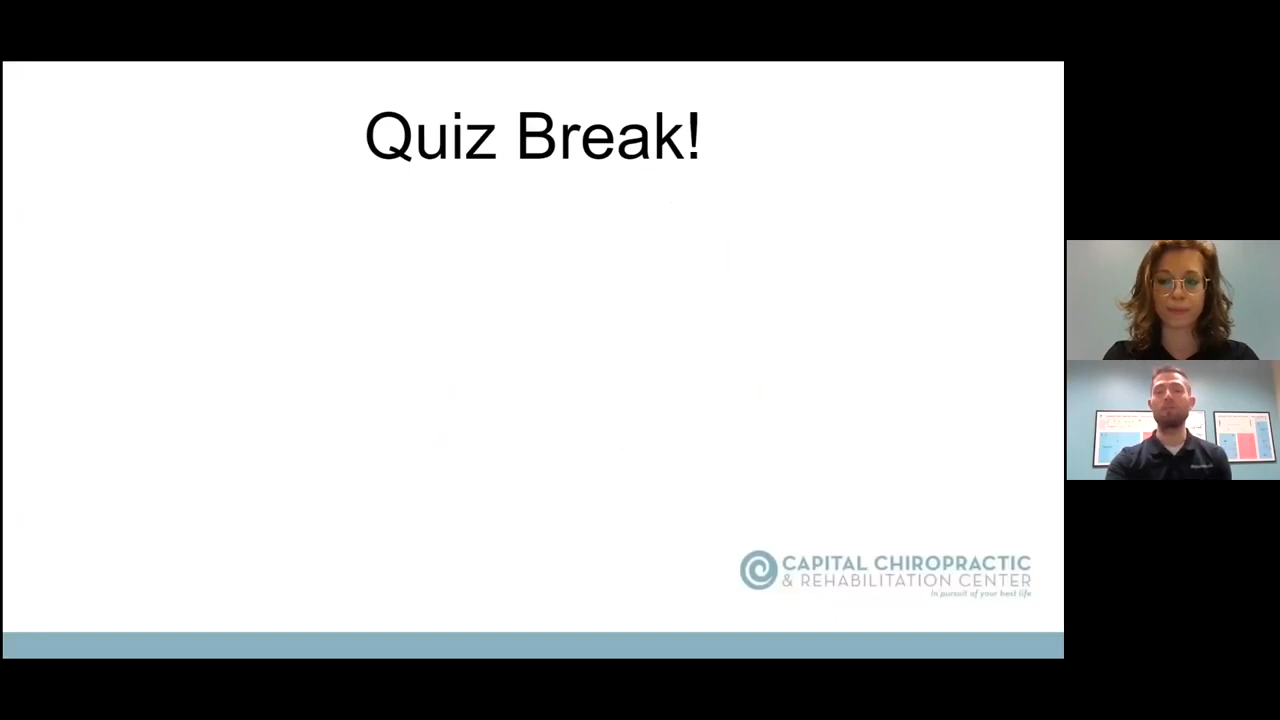 Quiz Break!
CAPITAL CHIROPRACTIC
& REHABILITATION CENTER
in pursuit of your best life